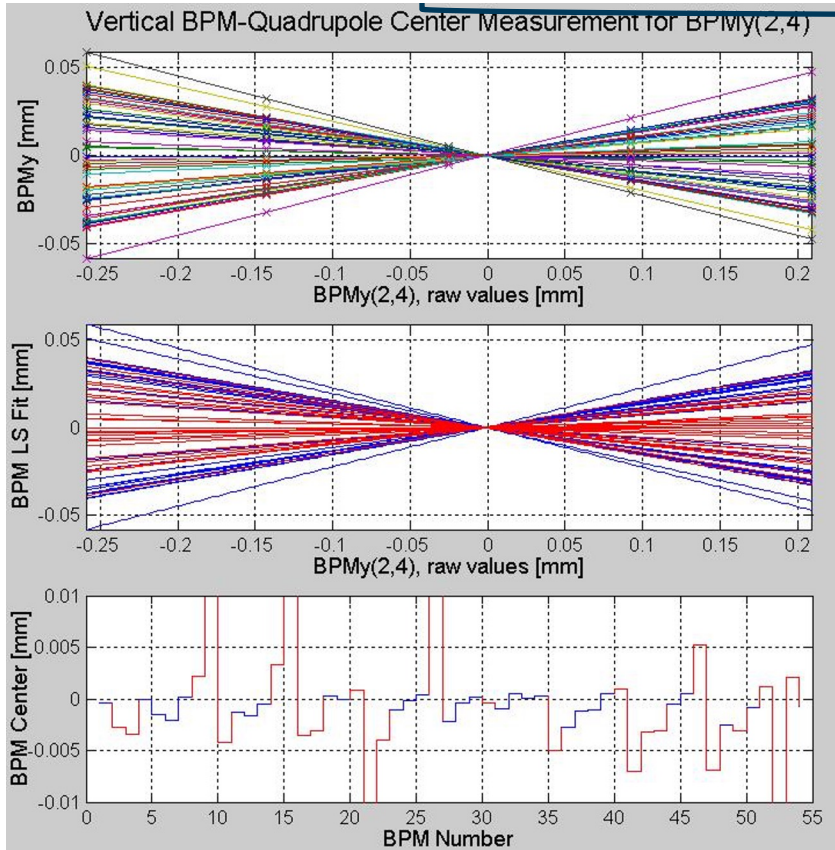 Vertical BPM-Quadrupole Center Measurement for BPMy(2,4)
BPMy [mm]
0.05
0
-0.05
-0.25 -0.2 -0.15 -0.1 -0.05 0 0.05 0.1 0.15 0.2
BPMy(2,4), raw values [mm]
BPM LS Fit [mm]
0.05
0
-0.05
-0.25 -0.2 -0.15 -0.1 -0.05 0 0.05 0.1 0.15 0.2
BPMy(2,4), raw values [mm]
BPM Center [mm]
0.01
0.005
0
-0.005
-0.01
0 5 10 15 20 25 30 35 40 45 50 55
BPM Number